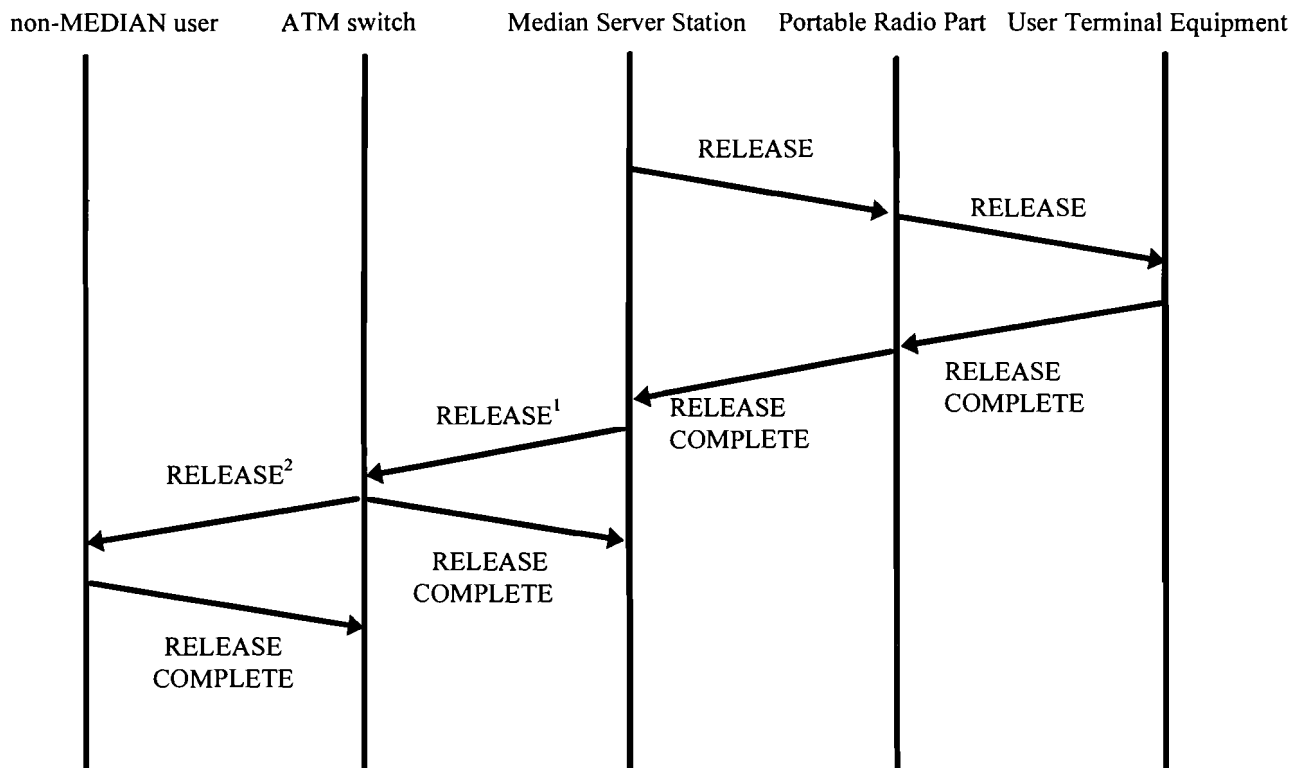 non-MEDIAN user ATM switch Median Server Station Portable Radio Part User Terminal Equipment
RELEASE
RELEASE
RELEASE
COMPLETE
RELEASE
COMPLETE
RELEASE¹
RELEASE²
RELEASE
COMPLETE
RELEASE
COMPLETE